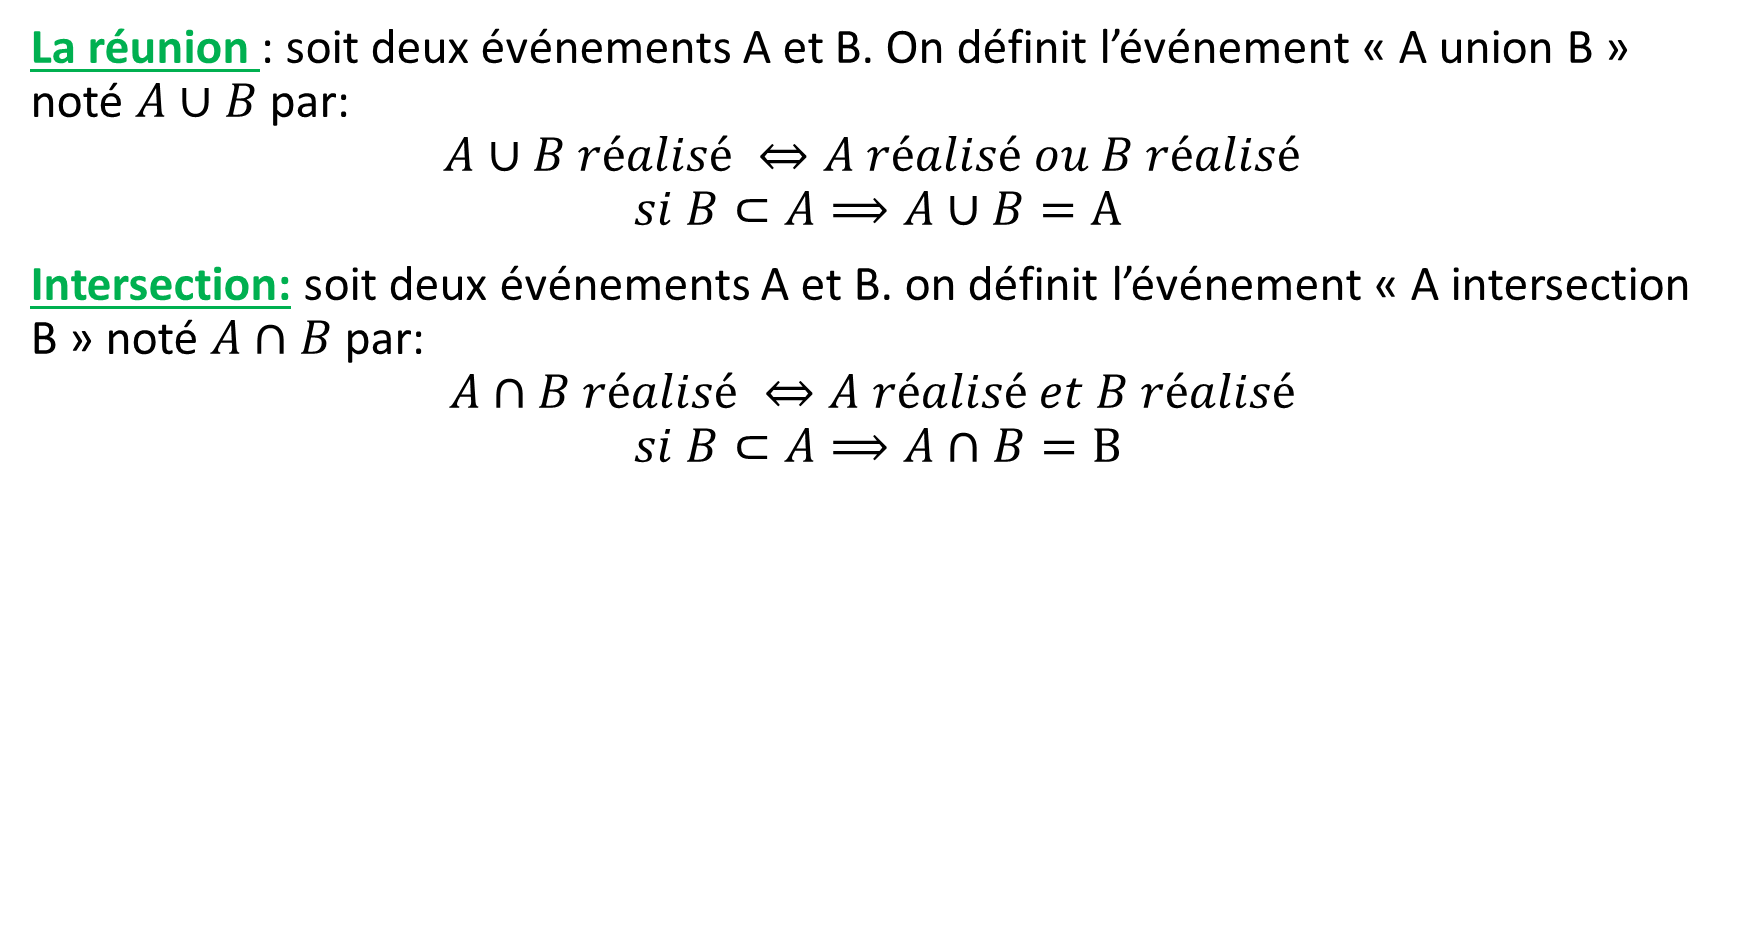 La réunion : soit deux événements A et B. On définit l’événement « A union B »
noté A ∪ B par:
A ∪ B réalisé ⇔ A réalisé ou B réalisé
si B ⊂ A ⟹ A ∪ B = A
Intersection: soit deux événements A et B. on définit l’événement « A intersection
B » noté A ∩ B par:
A ∩ B réalisé ⇔ A réalisé et B réalisé
si B ⊂ A ⟹ A ∩ B = B